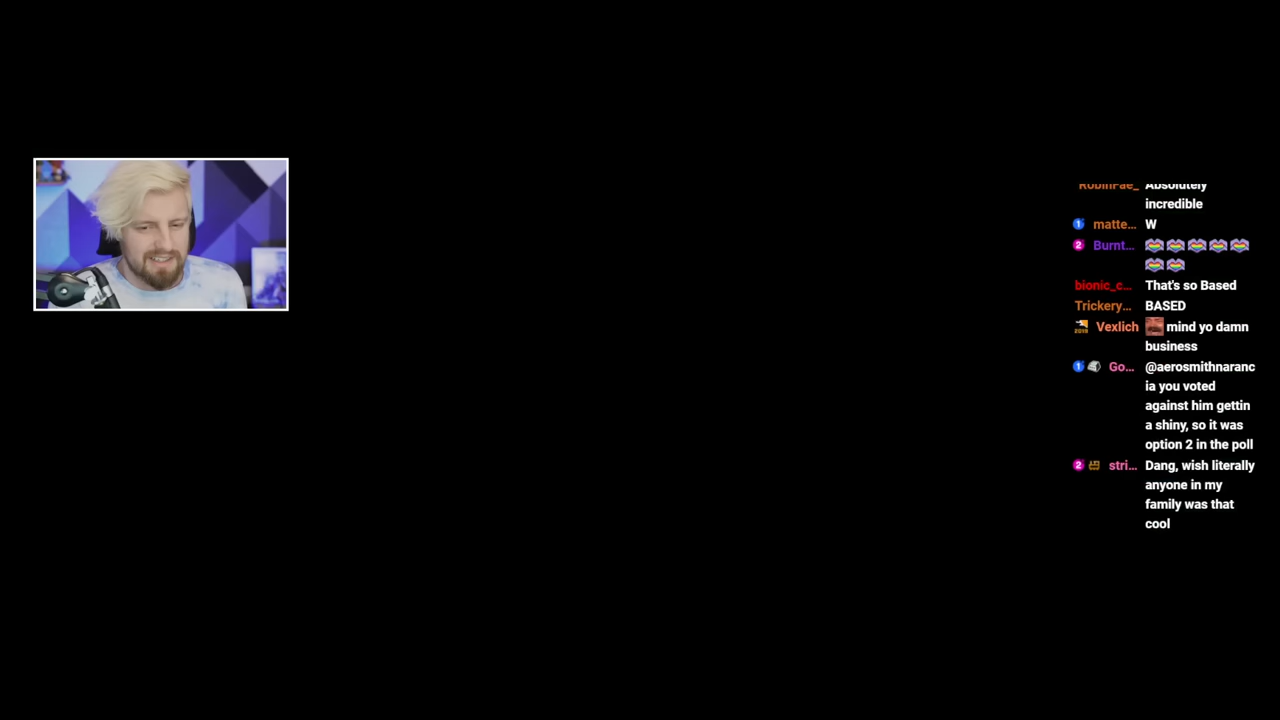 RobinFae_ Absolutely
incredible
matte... W
Burnt...
bionic_c... That's so Based
Trickery... BASED
Vexlich mind yo damn
business
Go... @aerosmithnaranc
ia you voted
against him gettin
a shiny, so it was
option 2 in the poll
stri... Dang, wish literally
anyone in my
family was that
cool